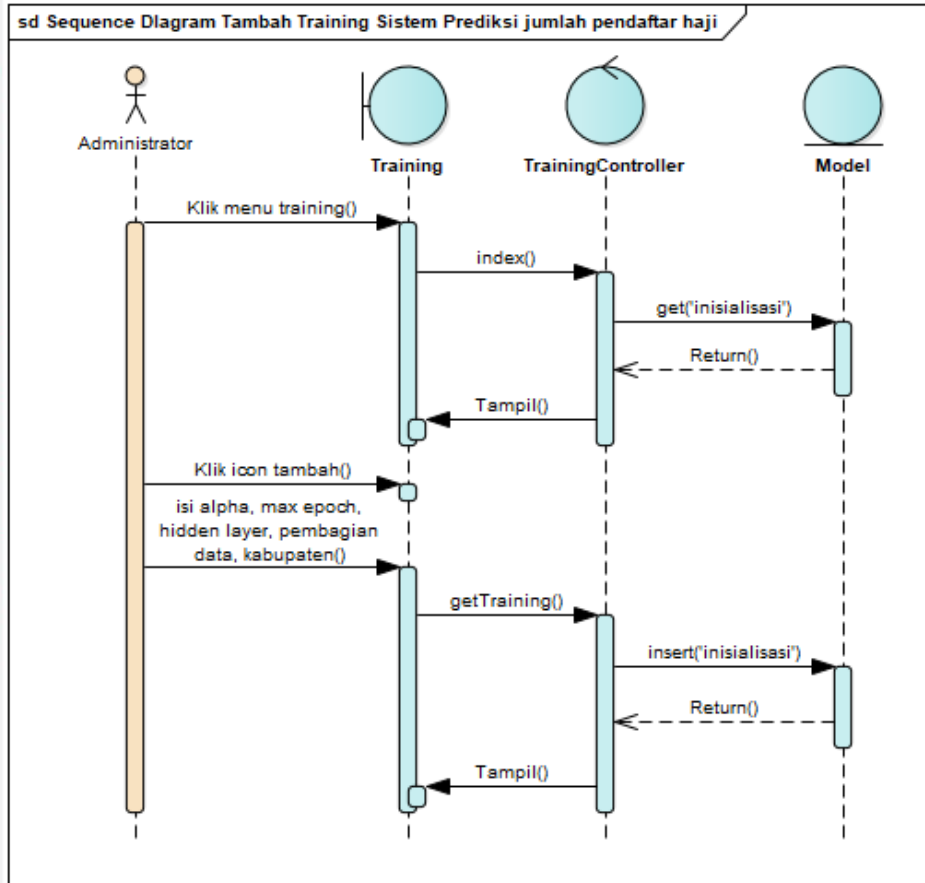 sd Sequence DIagram Tambah Training Sistem Prediksi jumlah pendaftar haji
Administrator
Training
TrainingController
Model
Klik menu training()
index()
get('inisialisasi')
Return()
Tampil()
Klik icon tambah()
isi alpha, max epoch,
hidden layer, pembagian
data, kabupaten()
getTraining()
insert('inisialisasi')
Return()
Tampil()